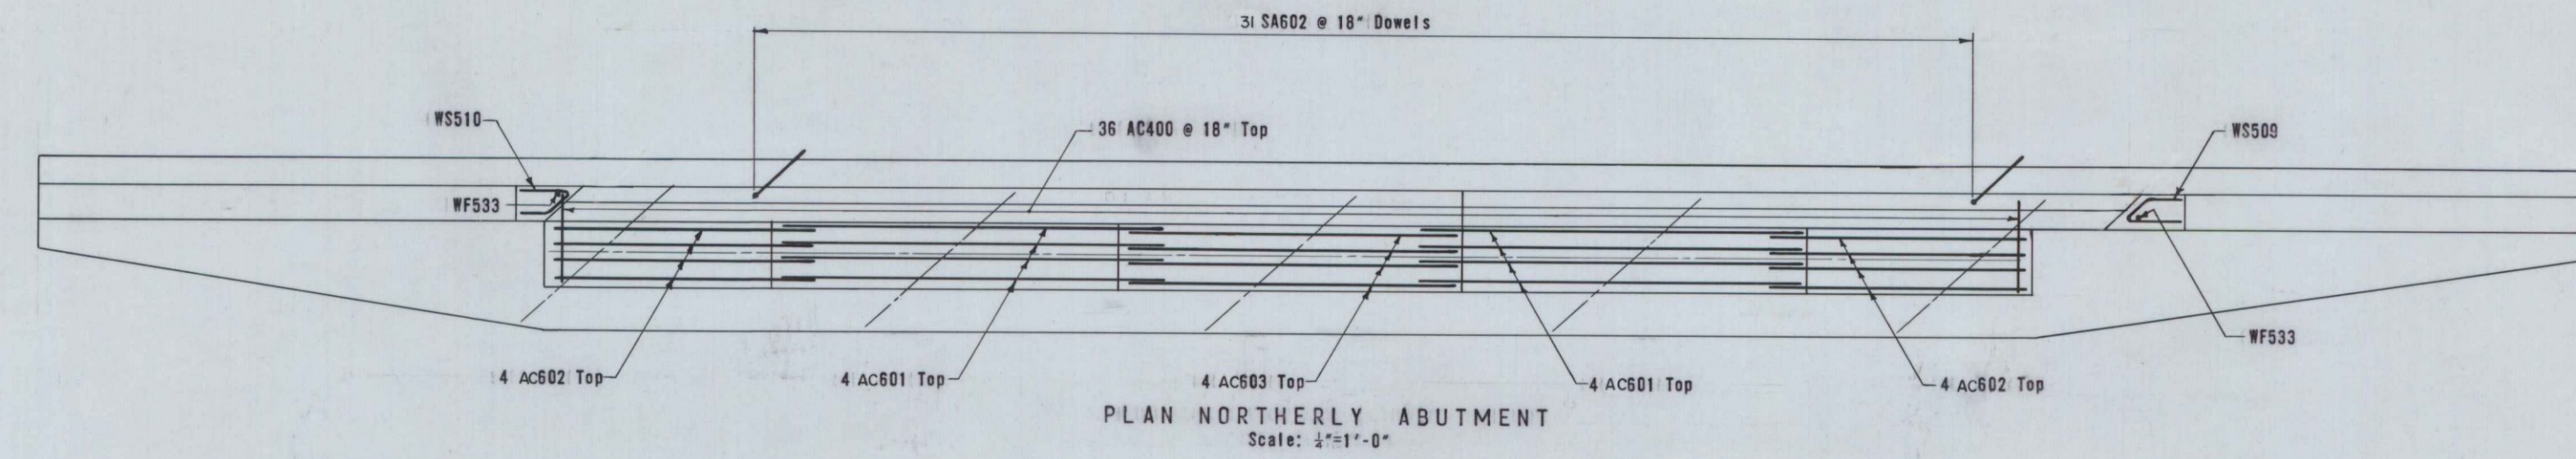 31 SA602 @ 18" Dowels
WS510
36 AC400 @ 18" Top
WS509
WF533
WF533
4 AC602 Top
4 AC601 Top
4 AC603 Top
4 AC601 Top
4 AC602 Top
PLAN NORTHERLY ABUTMENT
Scale: ¼"=1'-0"